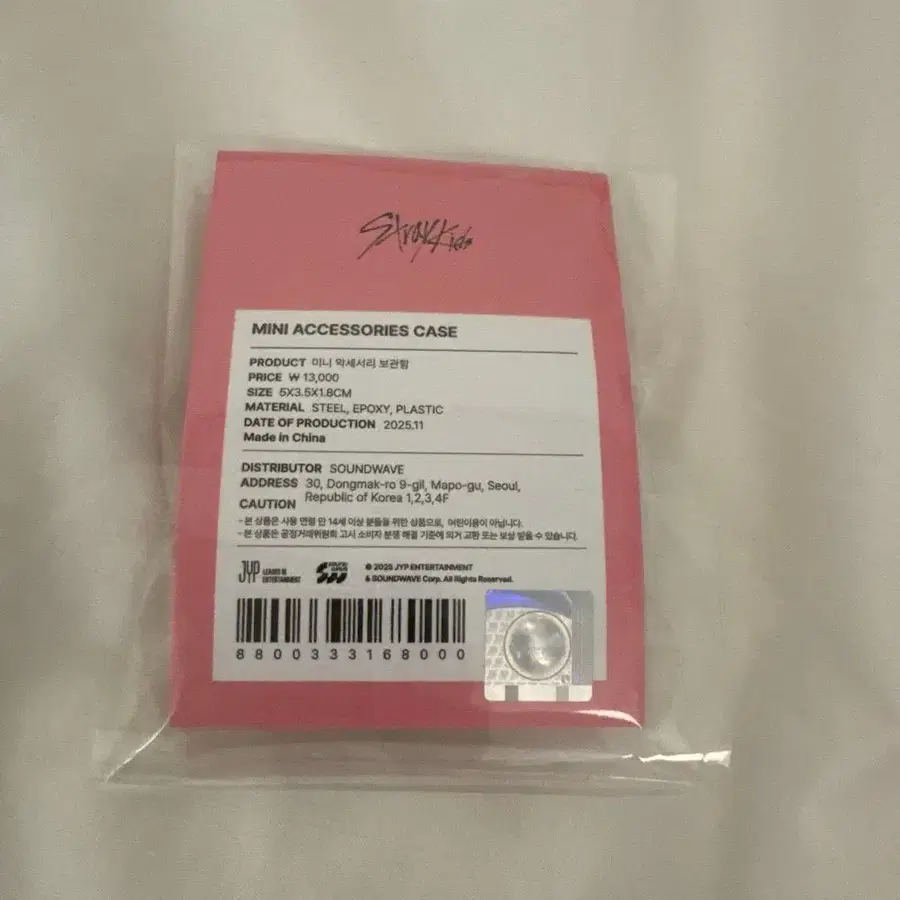 Stray Kids
MINI ACCESSORIES CASE
PRODUCT 미니 악세서리 보관함
PRICE ₩ 13,000
SIZE 5X3.5X1.8CM
MATERIAL STEEL, EPOXY, PLASTIC
DATE OF PRODUCTION 2025.11
Made in China
DISTRIBUTOR SOUNDWAVE
ADDRESS 30, Dongmak-ro 9-gil, Mapo-gu, Seoul,
Republic of Korea 1,2,3,4F
CAUTION
- 본 상품은 사용 연령 만 14세 이상 분들을 위한 상품으로, 어린이용이 아닙니다.
- 본 상품은 공정거래위원회 고시 소비자 분쟁 해결 기준에 의거 교환 또는 보상 받을 수 있습니다.
JYP LEADER IN
ENTERTAINMENT
© 2025 JYP ENTERTAINMENT
& SOUNDWAVE Corp. All Rights Reserved.
8800333168000